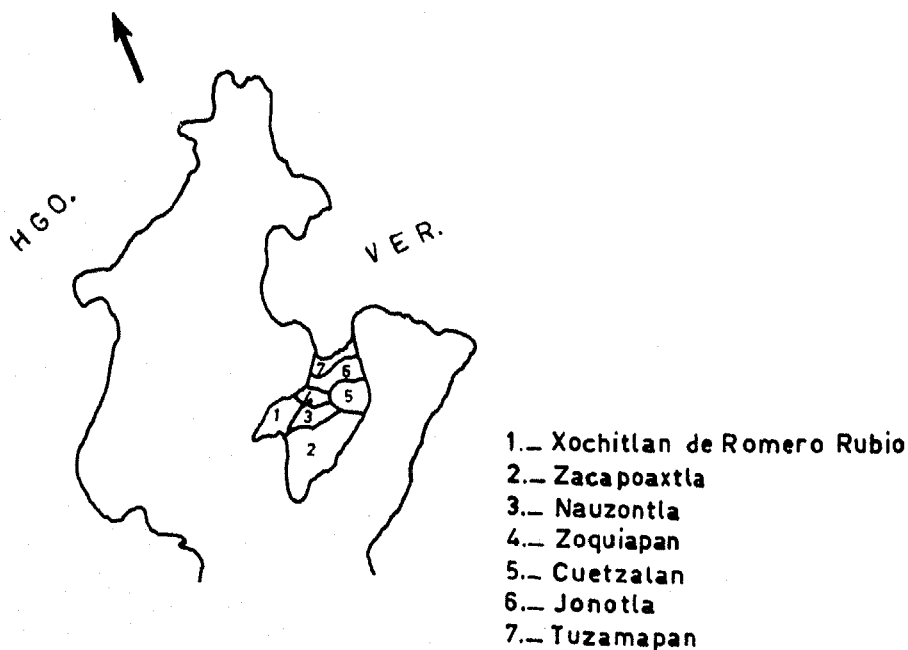 HGO.
VER.
7
6
4
5
1
3
2
1.— Xochitlan de Romero Rubio
2.— Zacapoaxtla
3.— Nauzontla
4.— Zoquiapan
5.— Cuetzalan
6.— Jonotla
7.— Tuzamapan